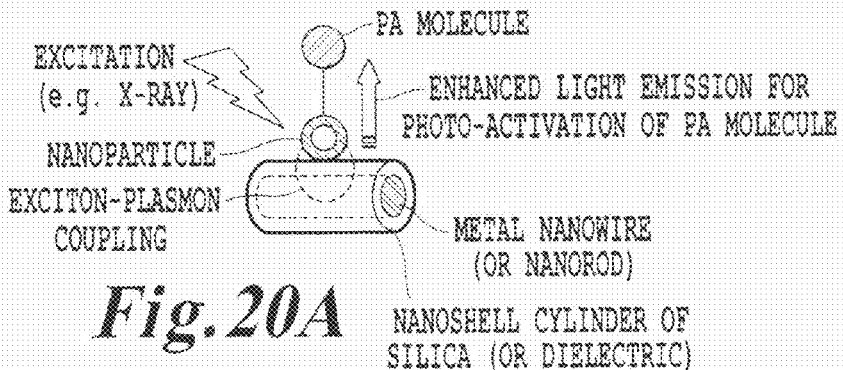 PA MOLECULE
EXCITATION
(e.g. X-RAY)
ENHANCED LIGHT EMISSION FOR
PHOTO-ACTIVATION OF PA MOLECULE
NANOPARTICLE
EXCITON-PLASMON
COUPLING
METAL NANOWIRE
(OR NANOROD)
Fig.20A
NANOSHELL CYLINDER OF
SILICA (OR DIELECTRIC)